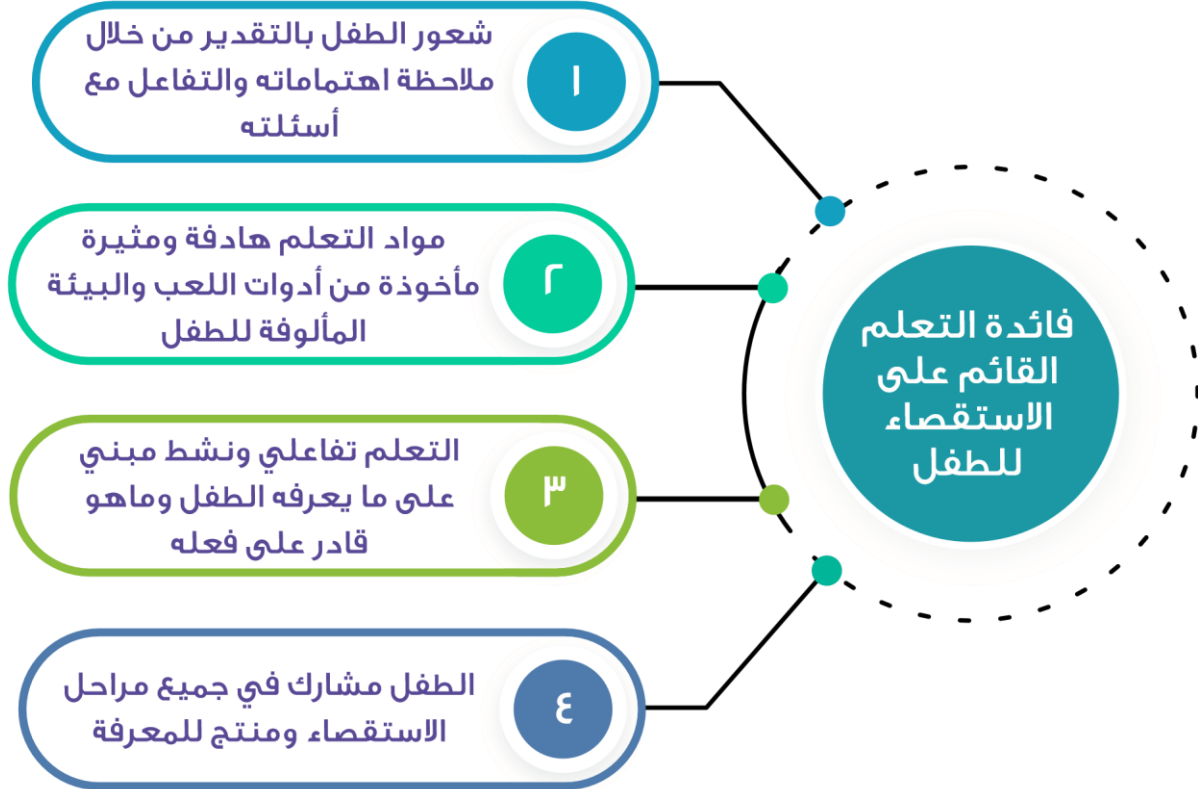 فائدة التعلم
القائم على
الاستقصاء
للطفل
١
شعور الطفل بالتقدير من خلال
ملاحظة اهتماماته والتفاعل مع
أسئلته
٢
مواد التعلم هادفة ومثيرة
مأخوذة من أدوات اللعب والبيئة
المألوفة للطفل
٣
التعلم تفاعلي ونشط مبني
على ما يعرفه الطفل وماهو
قادر على فعله
٤
الطفل مشارك في جميع مراحل
الاستقصاء ومنتج للمعرفة